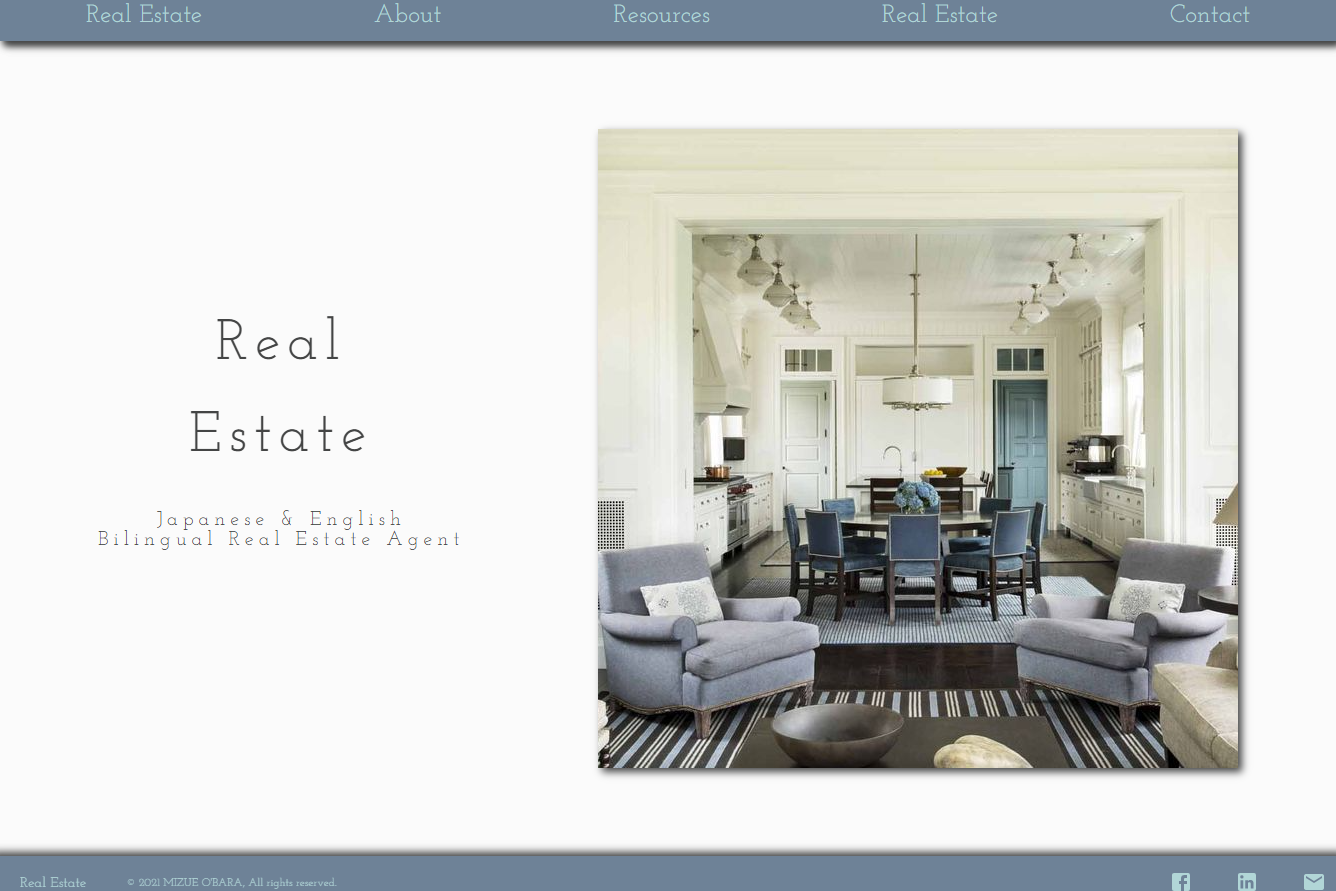 Real Estate
About
Resources
Real Estate
Contact
Real
Estate
Japanese & English
Bilingual Real Estate Agent
Real Estate
© 2021 MIZUE O'BARA, All rights reserved.